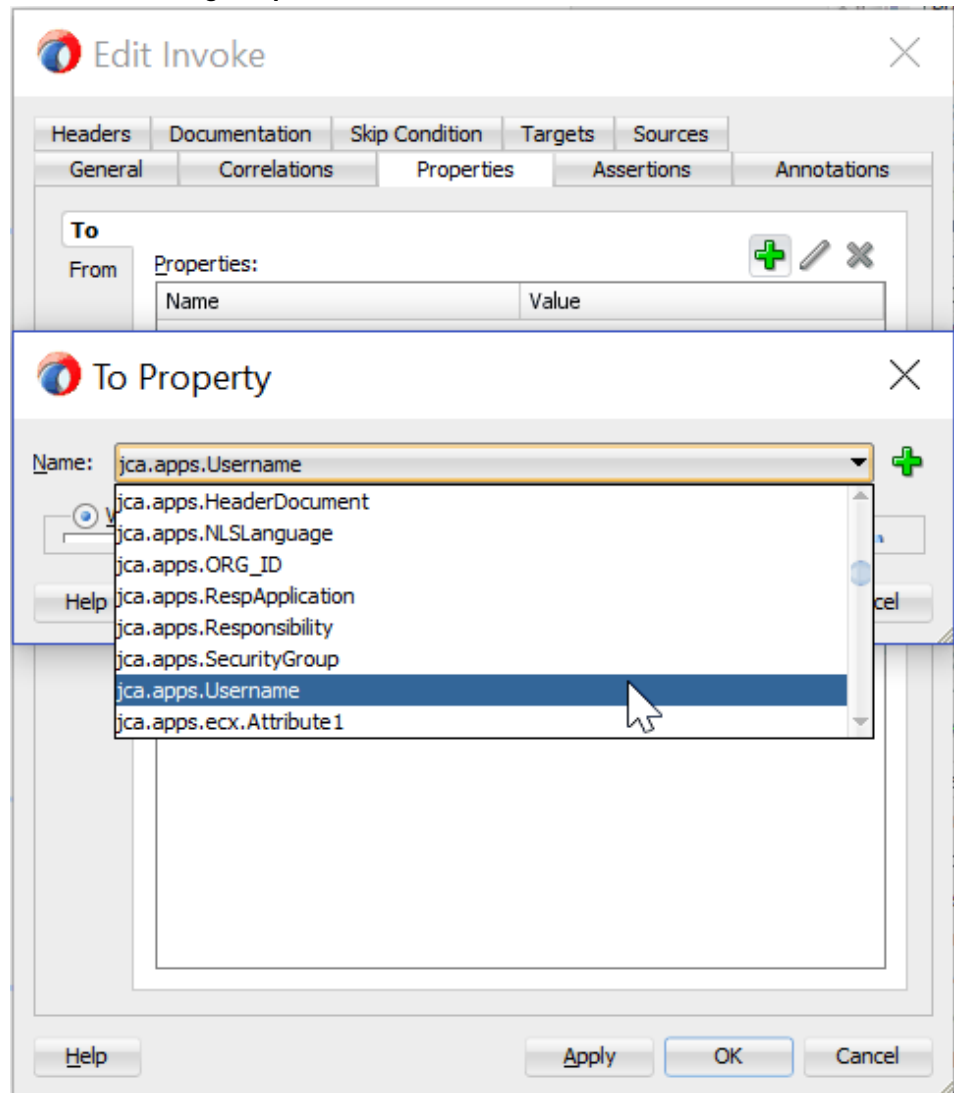 Edit Invoke
Headers Documentation Skip Condition Targets Sources
General Correlations Properties Assertions Annotations
To
From
Properties:
Name Value
To Property
Name: jca.apps.Username
jca.apps.HeaderDocument
jca.apps.NLSLanguage
jca.apps.ORG_ID
jca.apps.RespApplication
Help
jca.apps.Responsibility
jca.apps.SecurityGroup
jca.apps.Username
jca.apps.ecx.Attribute1
Help Apply OK Cancel